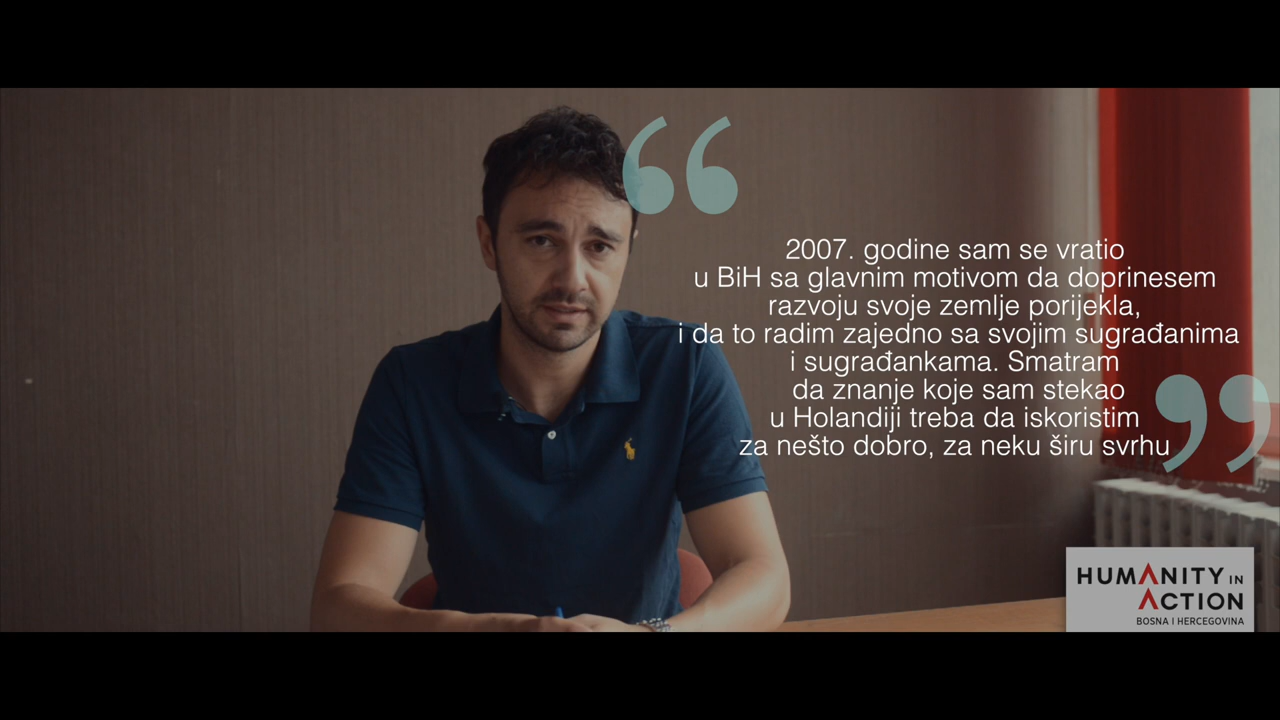 “
2007. godine sam se vratio
u BiH sa glavnim motivom da doprinesem
razvoju svoje zemlje porijekla,
i da to radim zajedno sa svojim sugrađanima
i sugrađankama. Smatram
da znanje koje sam stekao
u Holandiji treba da iskoristim
za nešto dobro, za neku širu svrhu
”
HUMANITY IN
ACTION
BOSNA I HERCEGOVINA